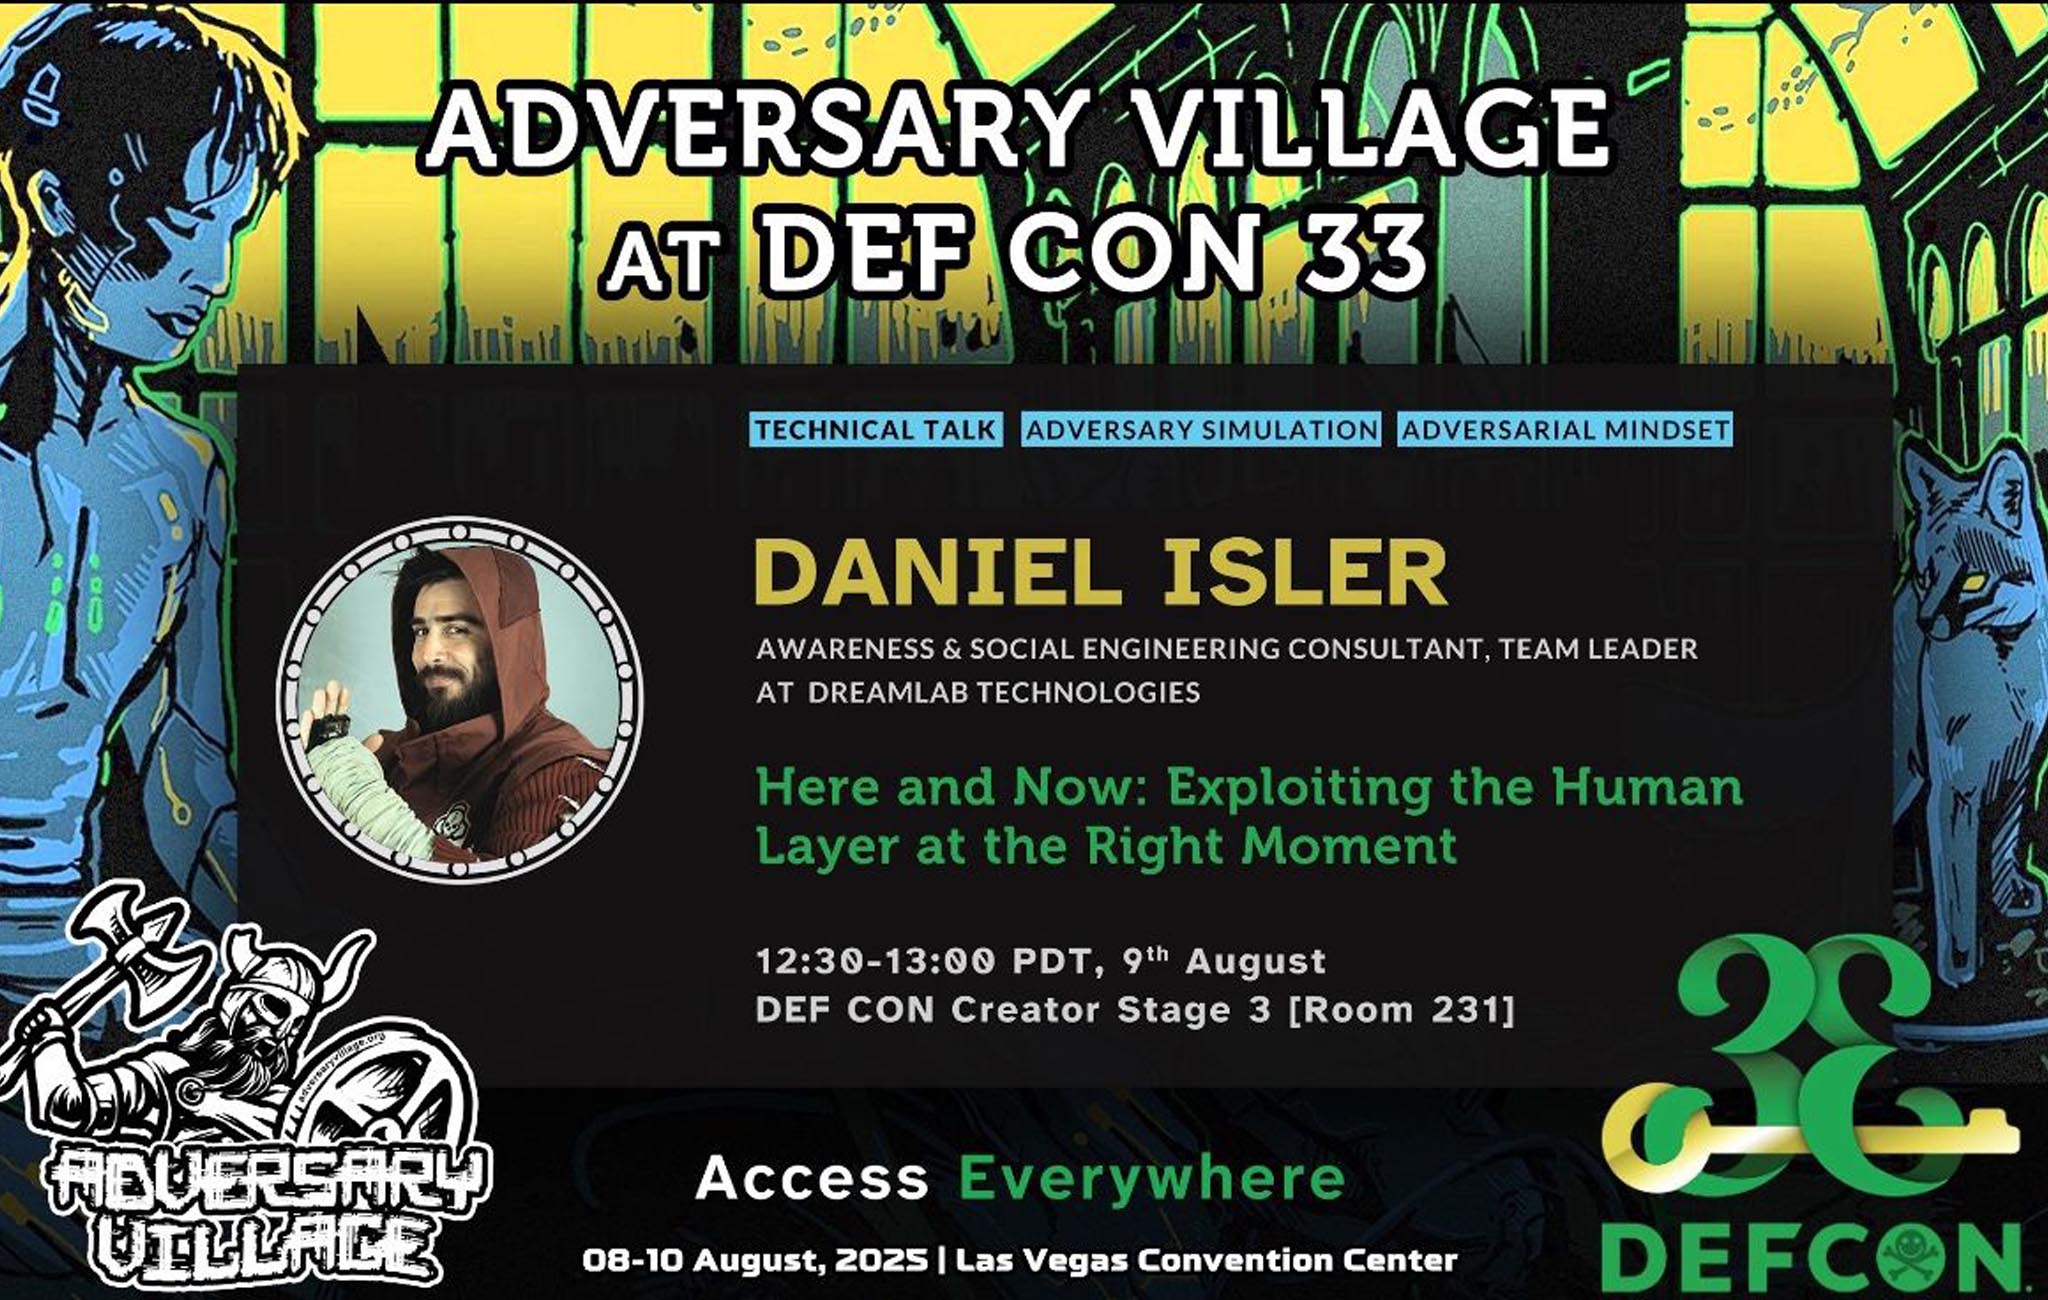 ADVERSARY VILLAGE
AT DEF CON 33
TECHNICAL TALK ADVERSARY SIMULATION ADVERSARIAL MINDSET
DANIEL ISLER
AWARENESS & SOCIAL ENGINEERING CONSULTANT, TEAM LEADER
AT DREAMLAB TECHNOLOGIES
Here and Now: Exploiting the Human
Layer at the Right Moment
12:30-13:00 PDT, 9th August
DEF CON Creator Stage 3 [Room 231]
adversaryvillage.org
ADVERSARY
VILLAGE
Access Everywhere
08-10 August, 2025 | Las Vegas Convention Center
33
DEFCON.